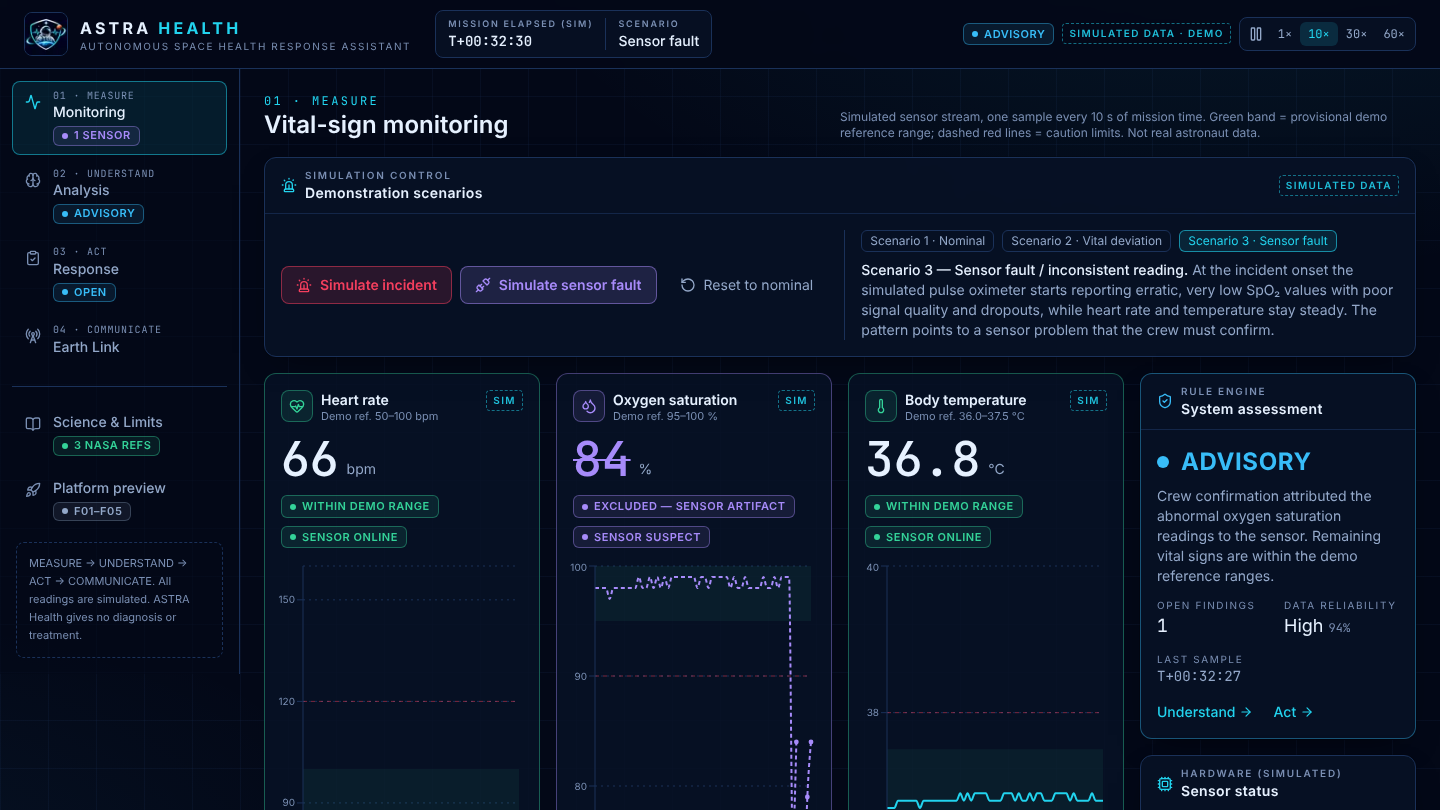 ASTRA HEALTH
AUTONOMOUS SPACE HEALTH RESPONSE ASSISTANT
MISSION ELAPSED (SIM)
T+00:32:30
SCENARIO
Sensor fault
ADVISORY
SIMULATED DATA · DEMO
1× 10× 30× 60×
01 · MEASURE
Monitoring
1 SENSOR
02 · UNDERSTAND
Analysis
ADVISORY
03 · ACT
Response
OPEN
04 · COMMUNICATE
Earth Link
Science & Limits
3 NASA REFS
Platform preview
F01–F05
MEASURE → UNDERSTAND →
ACT → COMMUNICATE. All
readings are simulated. ASTRA
Health gives no diagnosis or
treatment.
01 · MEASURE
Vital-sign monitoring
Simulated sensor stream, one sample every 10 s of mission time. Green band = provisional demo
reference range; dashed red lines = caution limits. Not real astronaut data.
SIMULATION CONTROL
Demonstration scenarios
SIMULATED DATA
Simulate incident
Simulate sensor fault
Reset to nominal
Scenario 1 · Nominal
Scenario 2 · Vital deviation
Scenario 3 · Sensor fault
Scenario 3 — Sensor fault / inconsistent reading. At the incident onset the
simulated pulse oximeter starts reporting erratic, very low SpO₂ values with poor
signal quality and dropouts, while heart rate and temperature stay steady. The
pattern points to a sensor problem that the crew must confirm.
Heart rate
Demo ref. 50–100 bpm
SIM
66 bpm
WITHIN DEMO RANGE
SENSOR ONLINE
150
120
90
Oxygen saturation
Demo ref. 95–100 %
SIM
84 %
EXCLUDED — SENSOR ARTIFACT
SENSOR SUSPECT
100
90
80
Body temperature
Demo ref. 36.0–37.5 °C
SIM
36.8 °C
WITHIN DEMO RANGE
SENSOR ONLINE
40
38
RULE ENGINE
System assessment
ADVISORY
Crew confirmation attributed the
abnormal oxygen saturation
readings to the sensor. Remaining
vital signs are within the demo
reference ranges.
OPEN FINDINGS
1
DATA RELIABILITY
High 94%
LAST SAMPLE
T+00:32:27
Understand →
Act →
HARDWARE (SIMULATED)
Sensor status